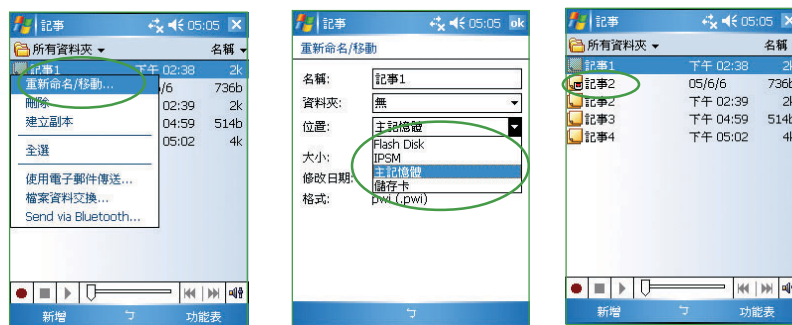 記事 05:05
所有資料夾 名稱
記事1 下午 02:38 2k
重新命名/移動... /6 736b
刪除 02:39 2k
建立副本 04:59 514b
全選 05:02 4k
使用電子郵件傳送...
檔案資料交換...
Send via Bluetooth...
新增 功能表
記事 05:05 ok
重新命名/移動
名稱: 記事1
資料夾: 無
位置: 主記憶體
Flash Disk
大小: IPSM
主記憶體
修改日期: 儲存卡
格式: pwi (.pwi)
記事 05:05
所有資料夾 名稱
記事1 下午 02:38 2k
記事2 05/6/6 736b
記事2 下午 02:39 2k
記事3 下午 04:59 514b
記事4 下午 05:02 4k
新增 功能表